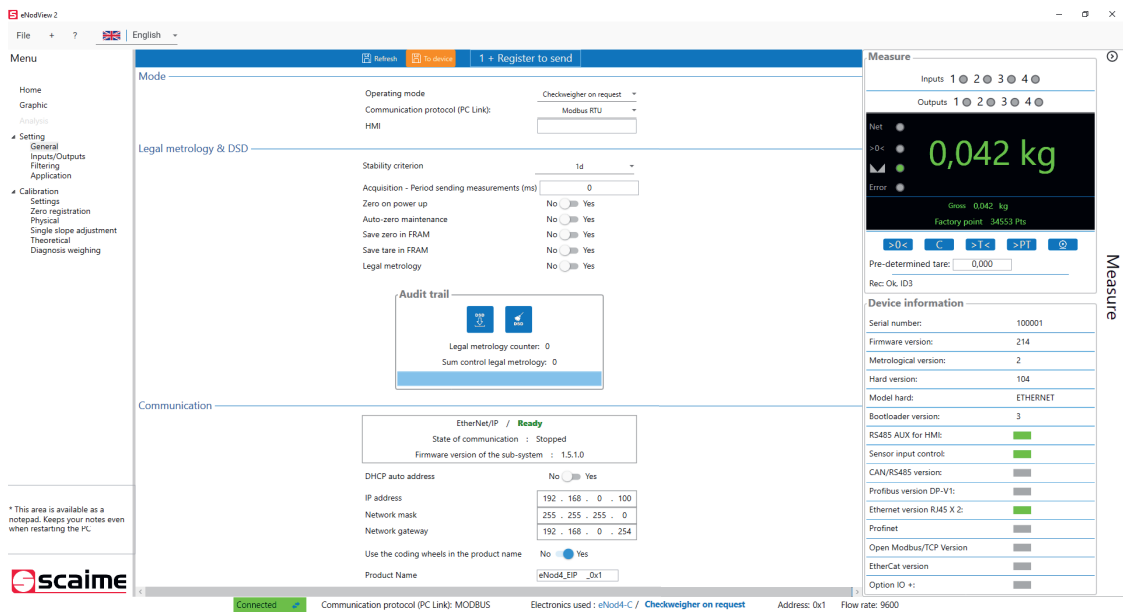 eNodView 2
File + ? English
Menu
Home
Graphic
Analysis
Setting
General
Inputs/Outputs
Filtering
Application
Calibration
Settings
Zero registration
Physical
Single slope adjustment
Theoretical
Diagnosis weighing
* This area is available as a
notepad. Keeps your notes even
when restarting the PC
scaime
Refresh To device 1 + Register to send
Mode
Operating mode Checkweigher on request
Communication protocol (PC Link): Modbus RTU
HMI
Legal metrology & DSD
Stability criterion 1d
Acquisition - Period sending measurements (ms) 0
Zero on power up No Yes
Auto-zero maintenance No Yes
Save zero in FRAM No Yes
Save tare in FRAM No Yes
Legal metrology No Yes
Audit trail
DSD DSD
Legal metrology counter: 0
Sum control legal metrology: 0
Communication
EtherNet/IP / Ready
State of communication : Stopped
Firmware version of the sub-system : 1.5.1.0
DHCP auto address No Yes
IP address 192 . 168 . 0 . 100
Network mask 255 . 255 . 255 . 0
Network gateway 192 . 168 . 0 . 254
Use the coding wheels in the product name No Yes
Product Name eNod4_EIP _0x1
Measure
Inputs 1 2 3 4
Outputs 1 2 3 4
Net
>0<
Error
0,042 kg
Gross 0,042 kg
Factory point 34553 Pts
>0< C >T< >PT
Pre-determined tare: 0,000
Rec: Ok, ID3
Device information
Serial number: 100001
Firmware version: 214
Metrological version: 2
Hard version: 104
Model hard: ETHERNET
Bootloader version: 3
RS485 AUX for HMI:
Sensor input control:
CAN/RS485 version:
Profibus version DP-V1:
Ethernet version RJ45 X 2:
Profinet
Open Modbus/TCP Version
EtherCat version
Option IO +:
Measure
Connected Communication protocol (PC Link): MODBUS Electronics used : eNod4-C / Checkweigher on request Address: 0x1 Flow rate: 9600